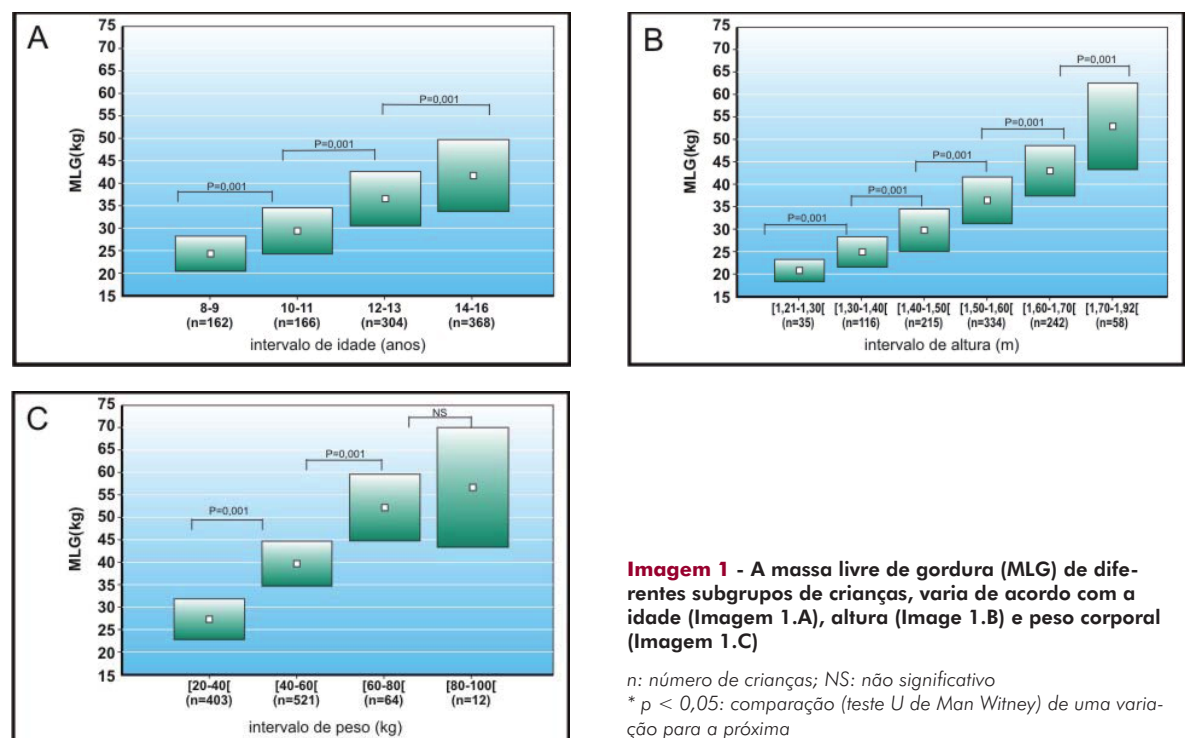 A
75
70
65
60
55
50
45
40
35
30
25
20
15
MLG(kg)
P=0,001
P=0,001
P=0,001
8-9
(n=162)
10-11
(n=166)
12-13
(n=304)
14-16
(n=368)
intervalo de idade (anos)
B
75
70
65
60
55
50
45
40
35
30
25
20
15
MLG(kg)
P=0,001
P=0,001
P=0,001
P=0,001
P=0,001
[1,21-1,30[
(n=35)
[1,30-1,40[
(n=116)
[1,40-1,50[
(n=215)
[1,50-1,60[
(n=334)
[1,60-1,70[
(n=242)
[1,70-1,92[
(n=58)
intervalo de altura (m)
C
75
70
65
60
55
50
45
40
35
30
25
20
15
MLG(kg)
P=0,001
P=0,001
NS
[20-40[
(n=403)
[40-60[
(n=521)
[60-80[
(n=64)
[80-100[
(n=12)
intervalo de peso (kg)
Imagem 1 - A massa livre de gordura (MLG) de dife-
rentes subgrupos de crianças, varia de acordo com a
idade (Imagem 1.A), altura (Image 1.B) e peso corporal
(Imagem 1.C)
n: número de crianças; NS: não significativo
* p < 0,05: comparação (teste U de Man Witney) de uma varia-
ção para a próxima